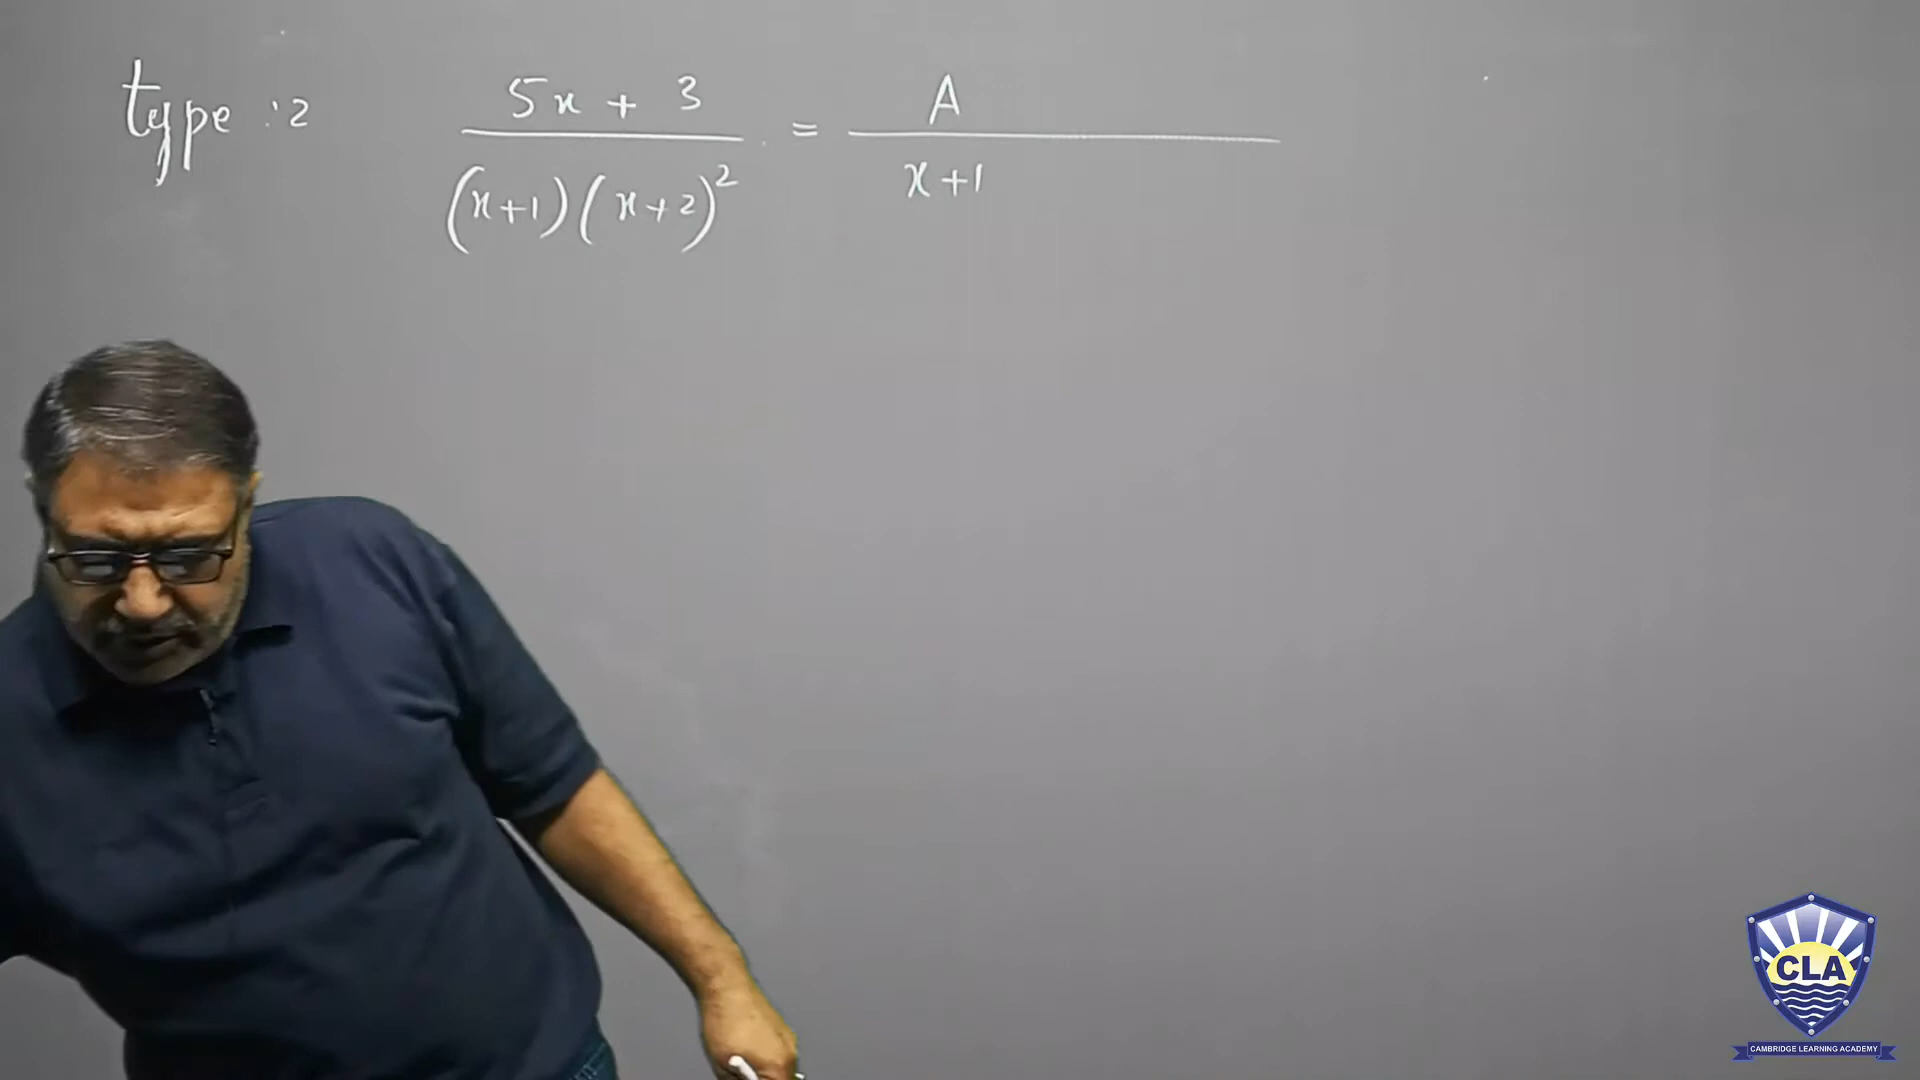 type : 2
5x + 3 = A
(x+1)(x+2)² x+1
CLA
CAMBRIDGE LEARNING ACADEMY